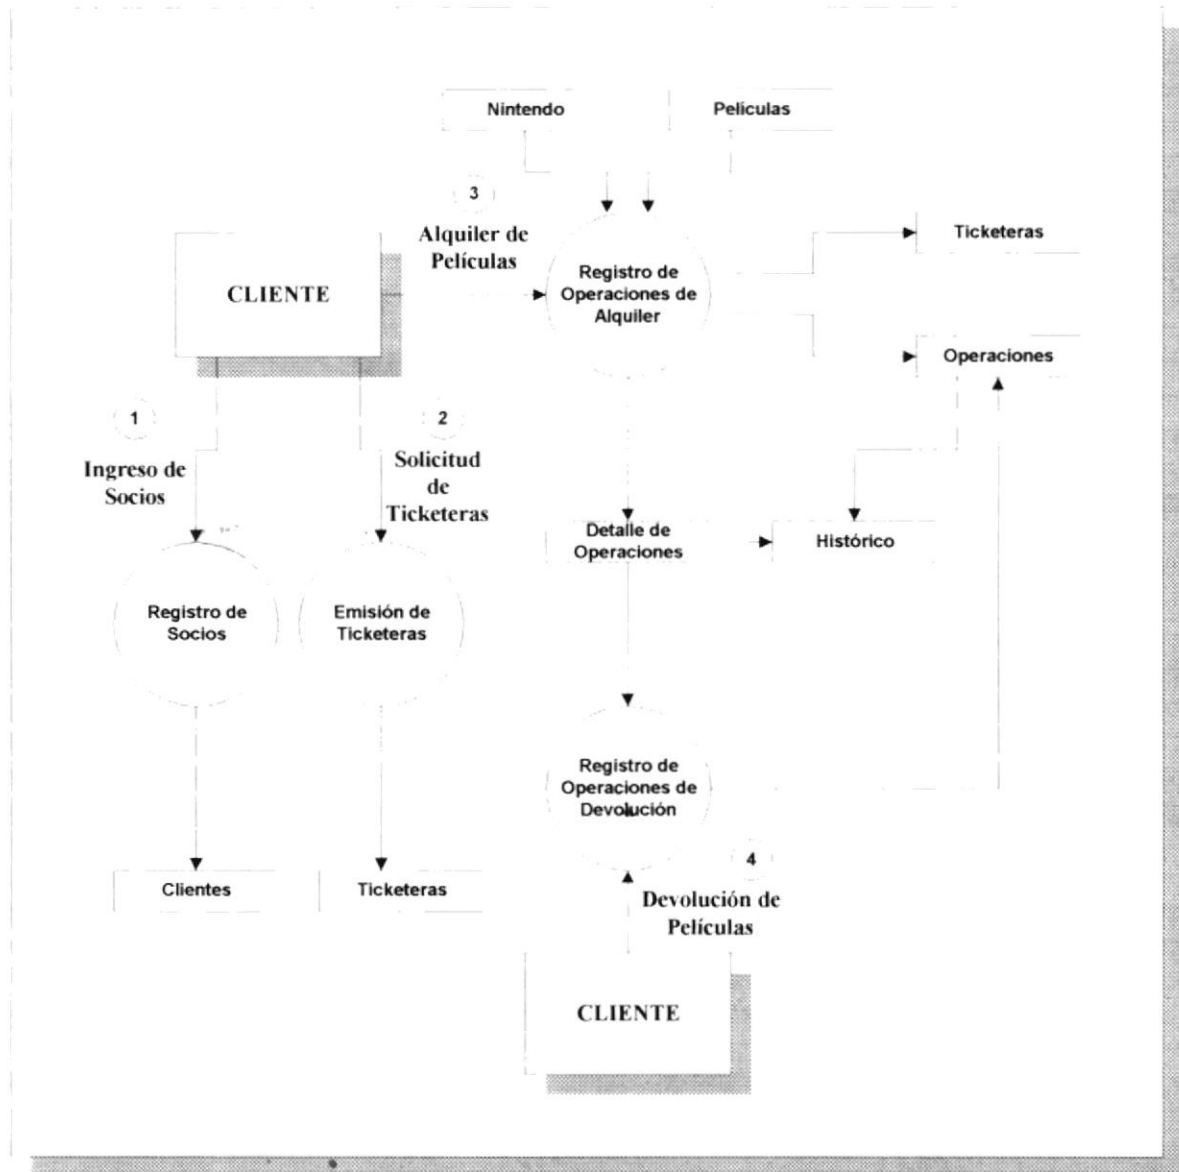 Nintendo
Películas
3
Alquiler de
Películas
CLIENTE
Registro de
Operaciones de
Alquiler
Ticketeras
Operaciones
1
Ingreso de
Socios
2
Solicitud
de
Ticketeras
Detalle de
Operaciones
Histórico
Registro de
Socios
Emisión de
Ticketeras
Registro de
Operaciones de
Devolución
Clientes
Ticketeras
4
Devolución de
Películas
CLIENTE